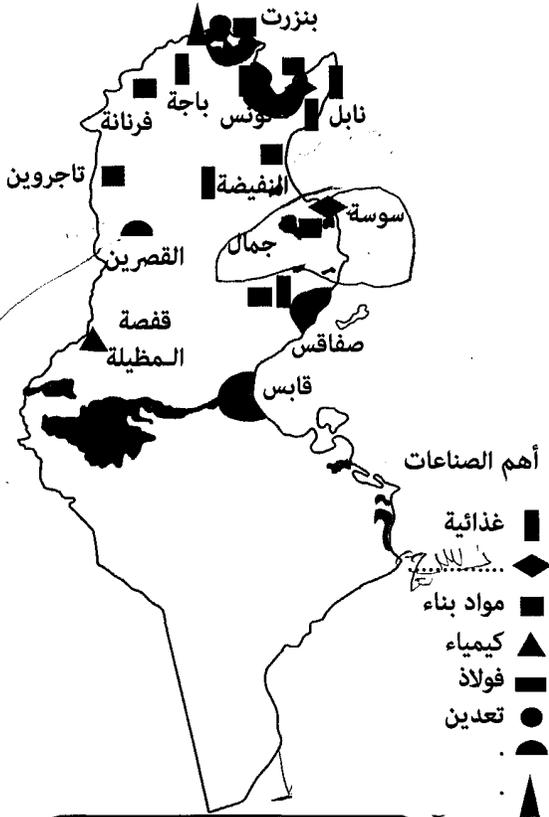 بنزرت
باجة
تونس
نابل
فرنانة
تاجروين
النفيضة
سوسة
جمال
القصرين
قفصة
المظيلة
صفاقس
قابس
أهم الصناعات
غذائية
نسيج
مواد بناء
كيمياء
فولاذ
تعدين